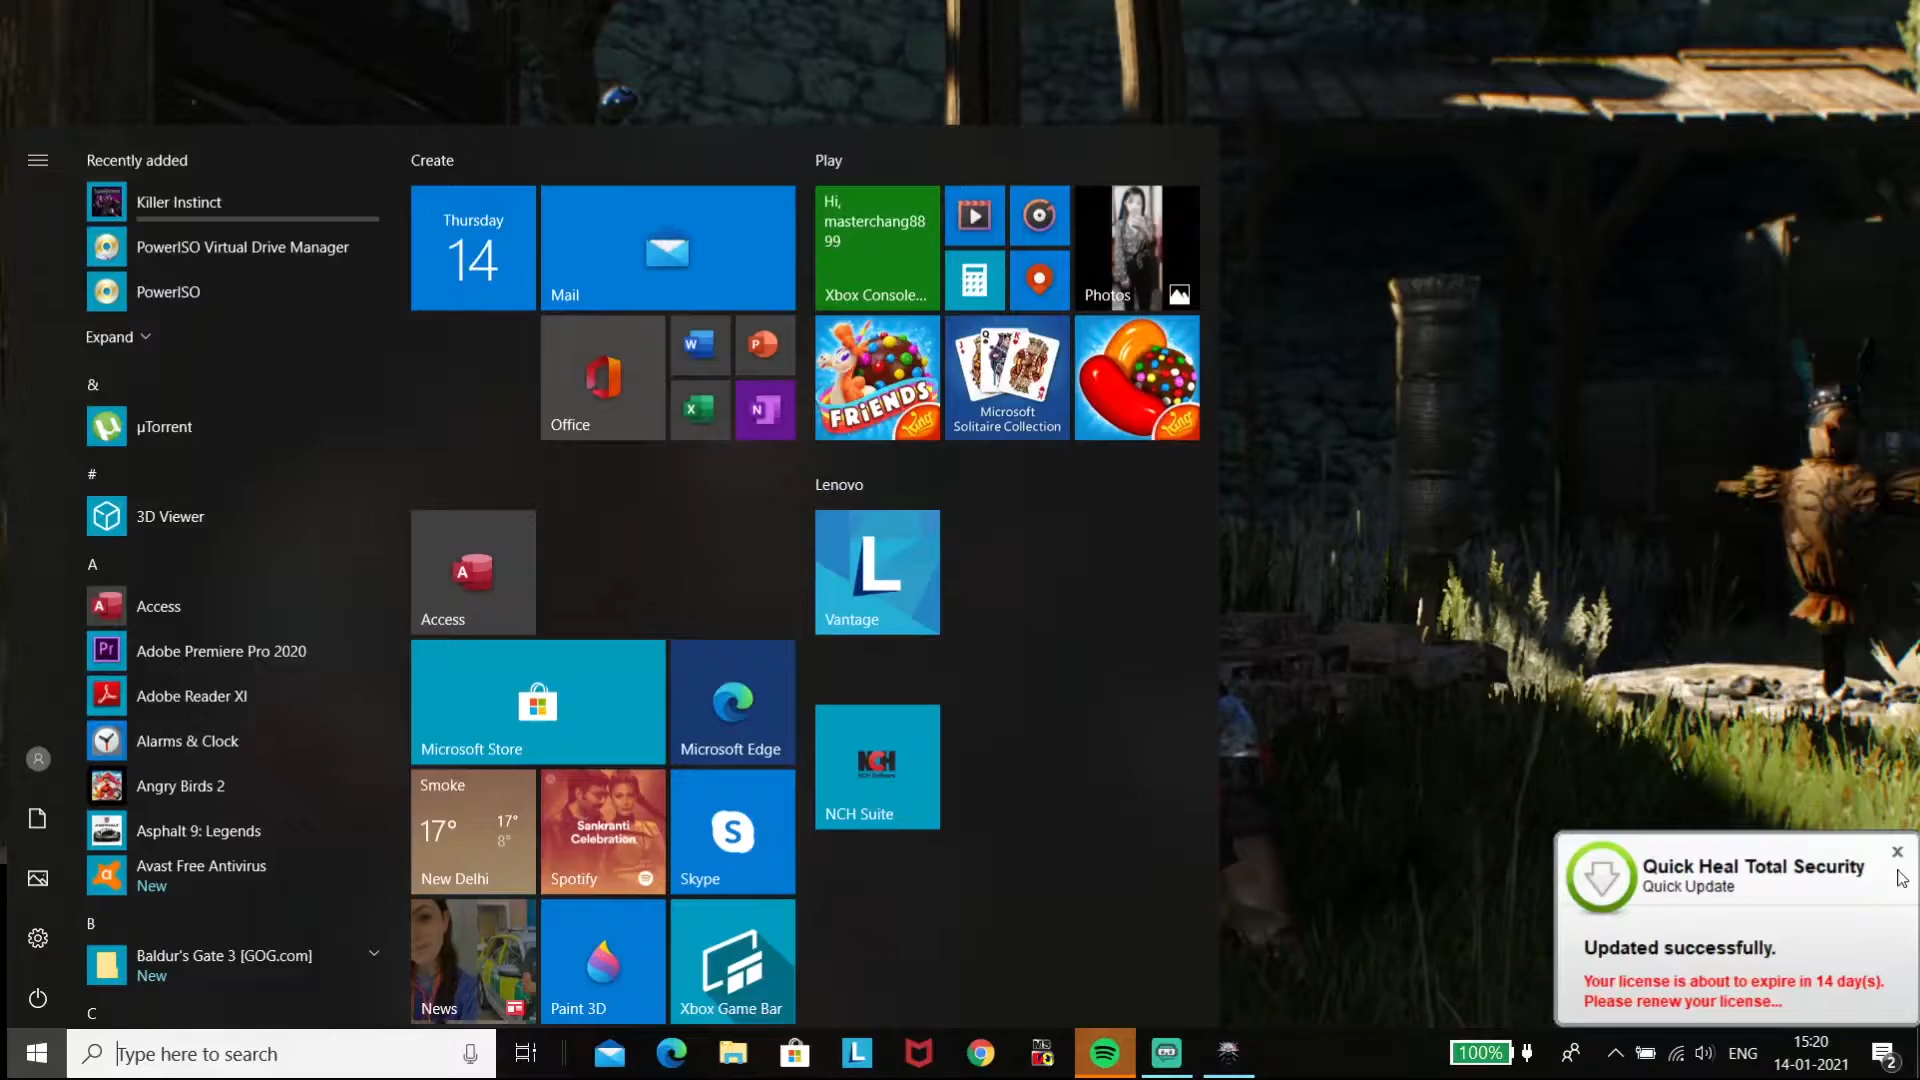 Recently added
Killer Instinct
PowerISO Virtual Drive Manager
PowerISO
Expand
&
µTorrent
#
3D Viewer
A
Access
Adobe Premiere Pro 2020
Adobe Reader XI
Alarms & Clock
Angry Birds 2
Asphalt 9: Legends
Avast Free Antivirus
New
B
Baldur's Gate 3 [GOG.com]
New
C
Create
Thursday
14
Mail
Office
Access
Microsoft Store
Microsoft Edge
Smoke
17°
17°
8°
New Delhi
Sankranti
Celebration
Spotify
Skype
News
Paint 3D
Xbox Game Bar
Play
Hi,
masterchang88
99
Xbox Console...
Photos
FRIENDS
King
Microsoft
Solitaire Collection
King
Lenovo
L
Vantage
NCH
NCH Suite
Quick Heal Total Security
Quick Update
Updated successfully.
Your license is about to expire in 14 day(s).
Please renew your license...
Type here to search
100%
ENG
15:20
14-01-2021
2